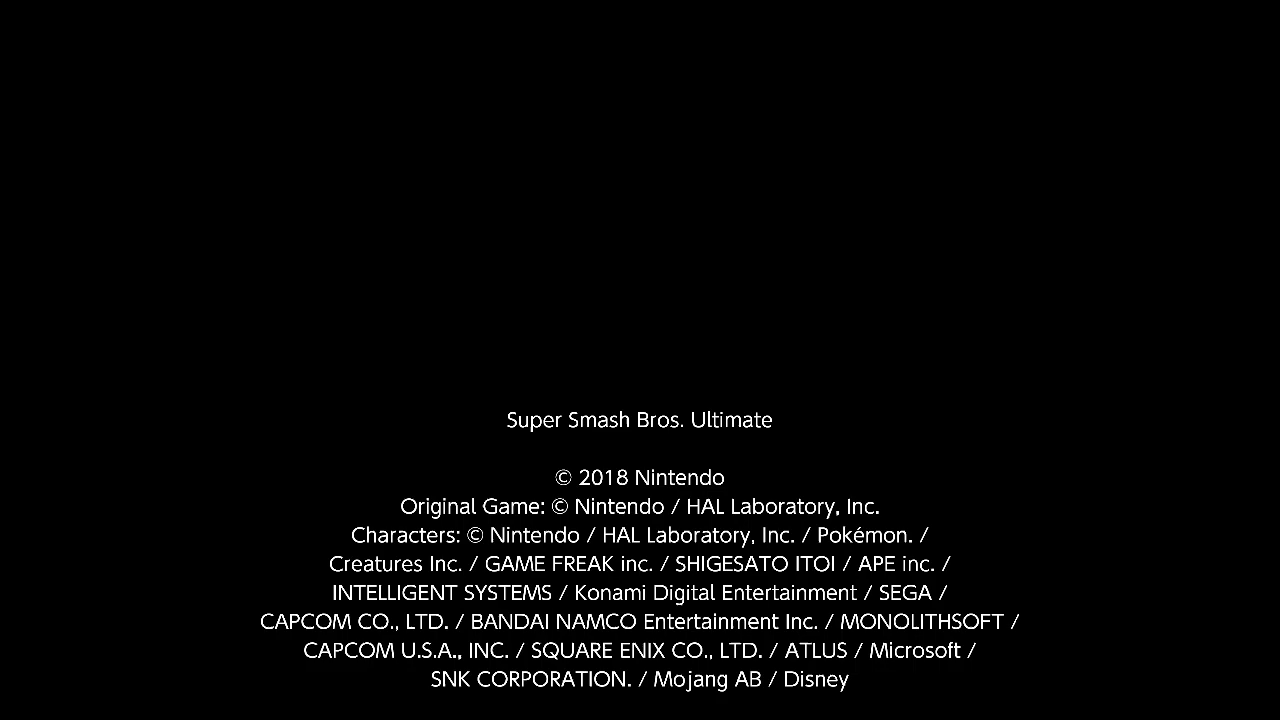 Super Smash Bros. Ultimate
© 2018 Nintendo
Original Game: © Nintendo / HAL Laboratory, Inc.
Characters: © Nintendo / HAL Laboratory, Inc. / Pokémon. /
Creatures Inc. / GAME FREAK inc. / SHIGESATO ITOI / APE inc. /
INTELLIGENT SYSTEMS / Konami Digital Entertainment / SEGA /
CAPCOM CO., LTD. / BANDAI NAMCO Entertainment Inc. / MONOLITHSOFT /
CAPCOM U.S.A., INC. / SQUARE ENIX CO., LTD. / ATLUS / Microsoft /
SNK CORPORATION. / Mojang AB / Disney